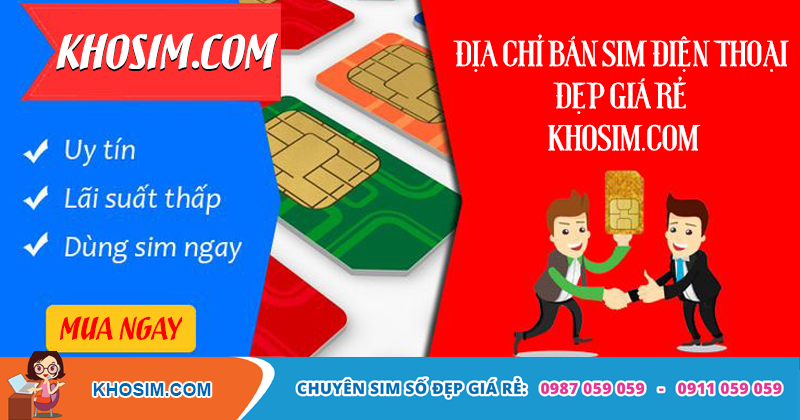 KHOSIM.COM
Uy tín
Lãi suất thấp
Dùng sim ngay
MUA NGAY
ĐỊA CHỈ BÁN SIM ĐIỆN THOẠI
ĐẸP GIÁ RẺ
KHOSIM.COM
KHOSIM.COM
CHUYÊN SIM SỐ ĐẸP GIÁ RẺ: 0987 059 059 - 0911 059 059